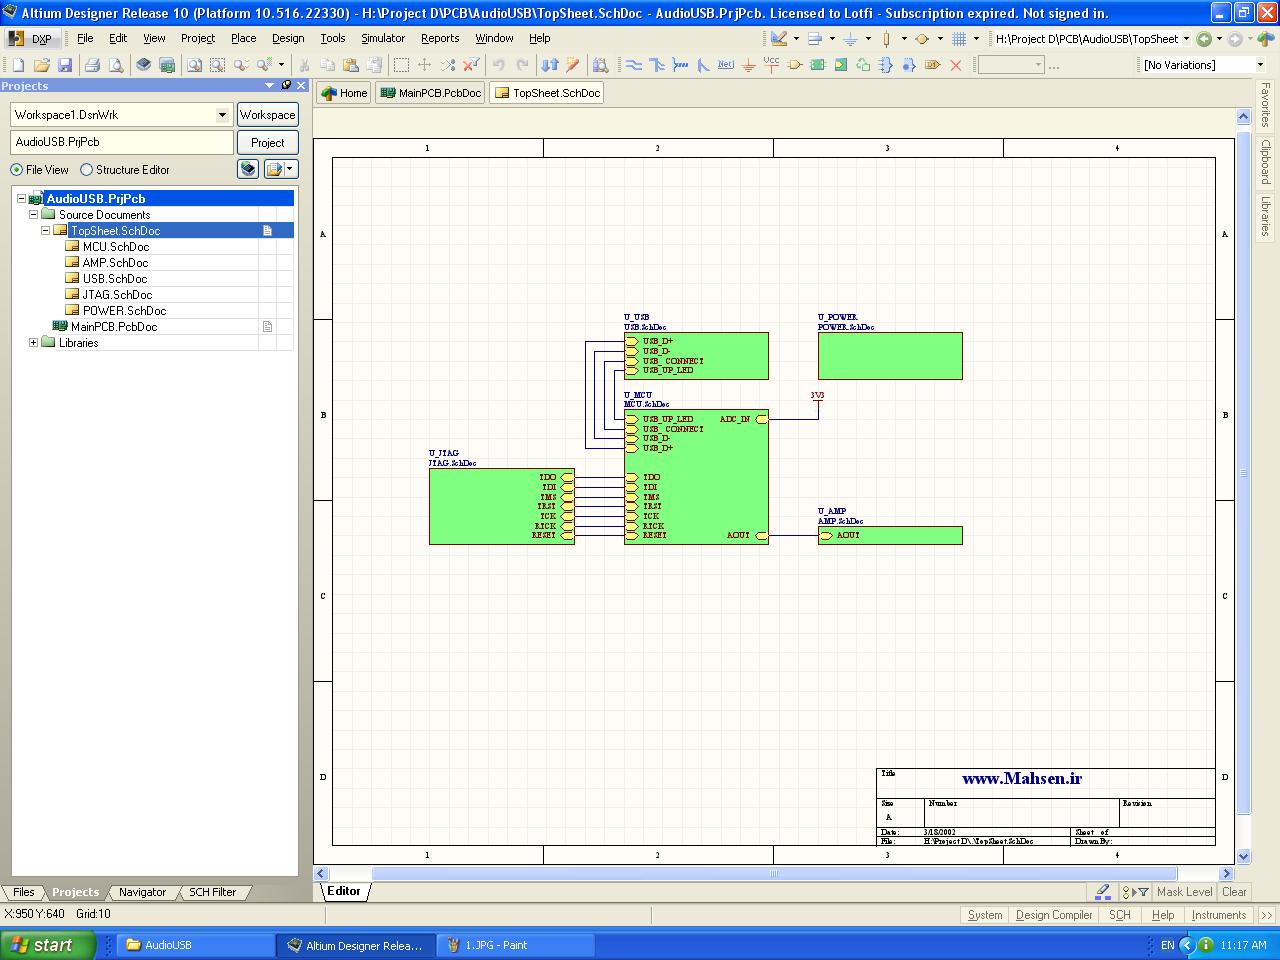 Altium Designer Release 10 (Platform 10.516.22330) - H:\Project D\PCB\AudioUSB\TopSheet.SchDoc - AudioUSB.PrjPcb. Licensed to Lotfi - Subscription expired. Not signed in.
DXP File Edit View Project Place Design Tools Simulator Reports Window Help
H:\Project D\PCB\AudioUSB\TopSheet
Net Vcc D1 ... [No Variations]
Projects
Home MainPCB.PcbDoc TopSheet.SchDoc
Workspace1.DsnWrk Workspace
AudioUSB.PrjPcb Project
File View Structure Editor
AudioUSB.PrjPcb
Source Documents
TopSheet.SchDoc
MCU.SchDoc
AMP.SchDoc
USB.SchDoc
JTAG.SchDoc
POWER.SchDoc
MainPCB.PcbDoc
Libraries
Favorites
Clipboard
Libraries
1 2 3 4
A A
U_USB
USB.SchDoc
USB_D+
USB_D-
USB_CONNECT
USB_UP_LED
U_POWER
POWER.SchDoc
3V3
B B
U_MCU
MCU.SchDoc
USB_UP_LED ADC_IN
USB_CONNECT
USB_D-
USB_D+
TDO
TDI
TMS
TRST
TCK
RTCK
RESET AOUT
U_JTAG
JTAG.SchDoc
TDO
TDI
TMS
TRST
TCK
RTCK
RESET
U_AMP
AMP.SchDoc
AOUT
C C
D D
Title www.Mahsen.ir
Size Number Revision
A
Date: 3/18/2002 Sheet of
File: H:\Project D\..\TopSheet.SchDoc Drawn By:
1 2 3 4
Editor
Mask Level Clear
Files Projects Navigator SCH Filter
X:950 Y:640 Grid:10
System Design Compiler SCH Help Instruments >>
start AudioUSB Altium Designer Relea... 1.JPG - Paint EN 11:17 AM